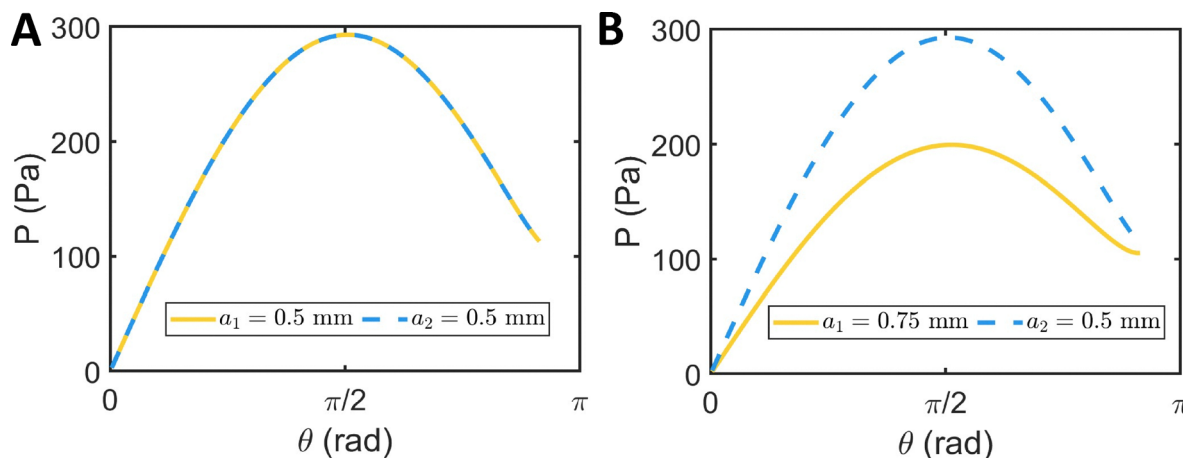 A
300
200
100
0
P (Pa)
a₁ = 0.5 mm a₂ = 0.5 mm
0 π/2 π
θ (rad)
B
300
200
100
0
P (Pa)
a₁ = 0.75 mm a₂ = 0.5 mm
0 π/2 π
θ (rad)